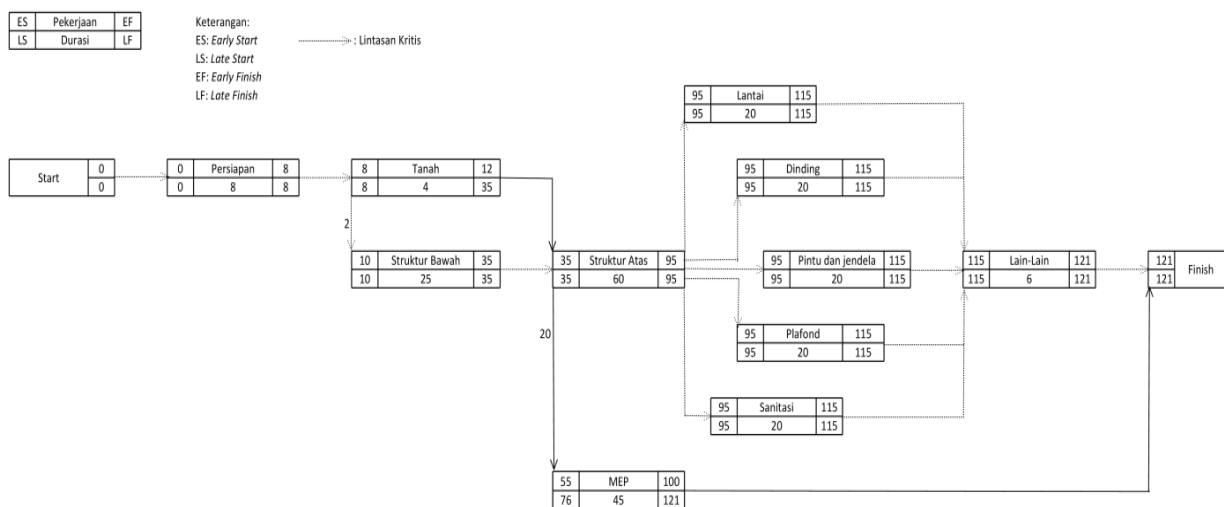 ES Pekerjaan EF
LS Durasi LF
Keterangan:
ES: Early Start
LS: Late Start
EF: Early Finish
LF: Late Finish
: Lintasan Kritis
95 Lantai 115
95 20 115
Start 0
0
0 Persiapan 8
0 8 8
8 Tanah 12
8 4 35
95 Dinding 115
95 20 115
2
10 Struktur Bawah 35
10 25 35
35 Struktur Atas 95
35 60 95
95 Pintu dan jendela 115
95 20 115
115 Lain-Lain 121
115 6 121
121 Finish
121
20
95 Plafond 115
95 20 115
95 Sanitasi 115
95 20 115
55 MEP 100
76 45 121